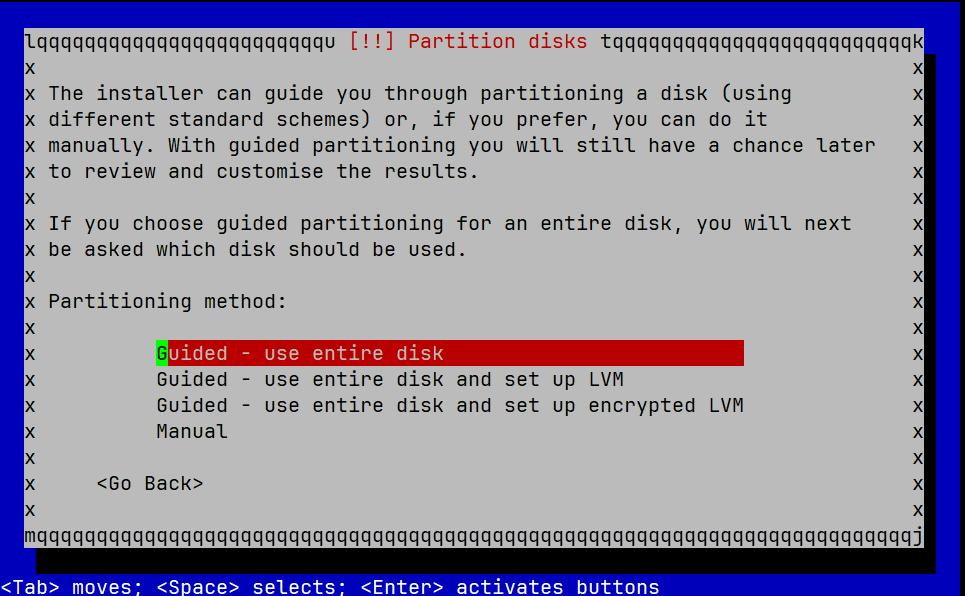 lqqqqqqqqqqqqqqqqqqqqqqqqu [!!] Partition disks tqqqqqqqqqqqqqqqqqqqqqqqqqk
x x
x The installer can guide you through partitioning a disk (using x
x different standard schemes) or, if you prefer, you can do it x
x manually. With guided partitioning you will still have a chance later x
x to review and customise the results. x
x x
x If you choose guided partitioning for an entire disk, you will next x
x be asked which disk should be used. x
x x
x Partitioning method: x
x x
x Guided - use entire disk x
x Guided - use entire disk and set up LVM x
x Guided - use entire disk and set up encrypted LVM x
x Manual x
x x
x <Go Back> x
x x
mqqqqqqqqqqqqqqqqqqqqqqqqqqqqqqqqqqqqqqqqqqqqqqqqqqqqqqqqqqqqqqqqqqqqqqqqqj
<Tab> moves; <Space> selects; <Enter> activates buttons